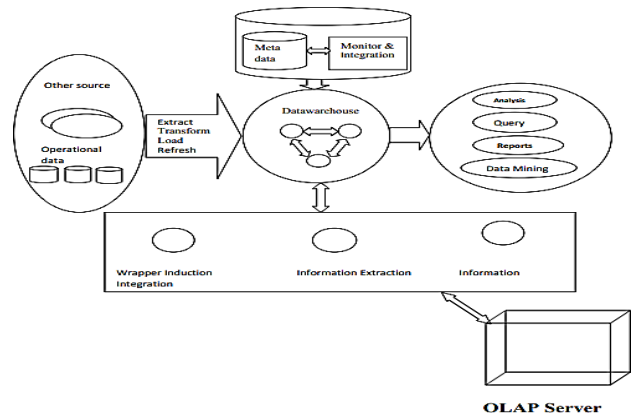 Meta
data
Monitor &
Integration
Other source
Operational
data
Extract
Transform
Load
Refresh
Datawarehouse
Analysis
Query
Reports
Data Mining
Wrapper Induction
Integration
Information Extraction
Information
OLAP Server